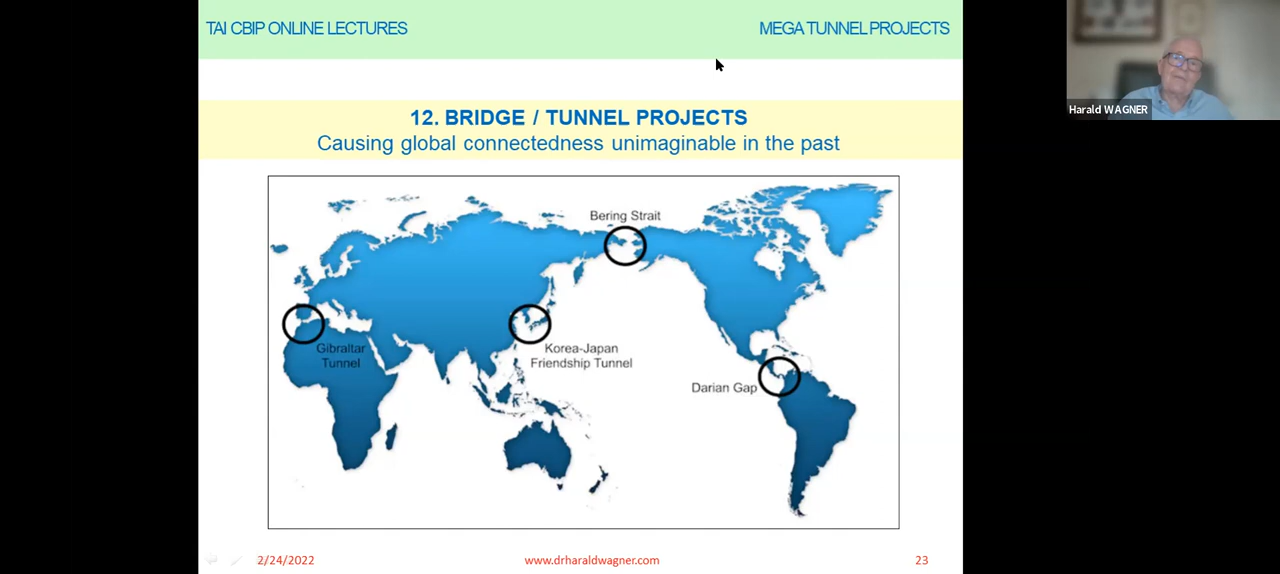 TAI CBIP ONLINE LECTURES
MEGA TUNNEL PROJECTS
Harald WAGNER
12. BRIDGE / TUNNEL PROJECTS
Causing global connectedness unimaginable in the past
Bering Strait
Gibraltar
Tunnel
Korea-Japan
Friendship Tunnel
Darian Gap
2/24/2022
www.drharaldwagner.com
23